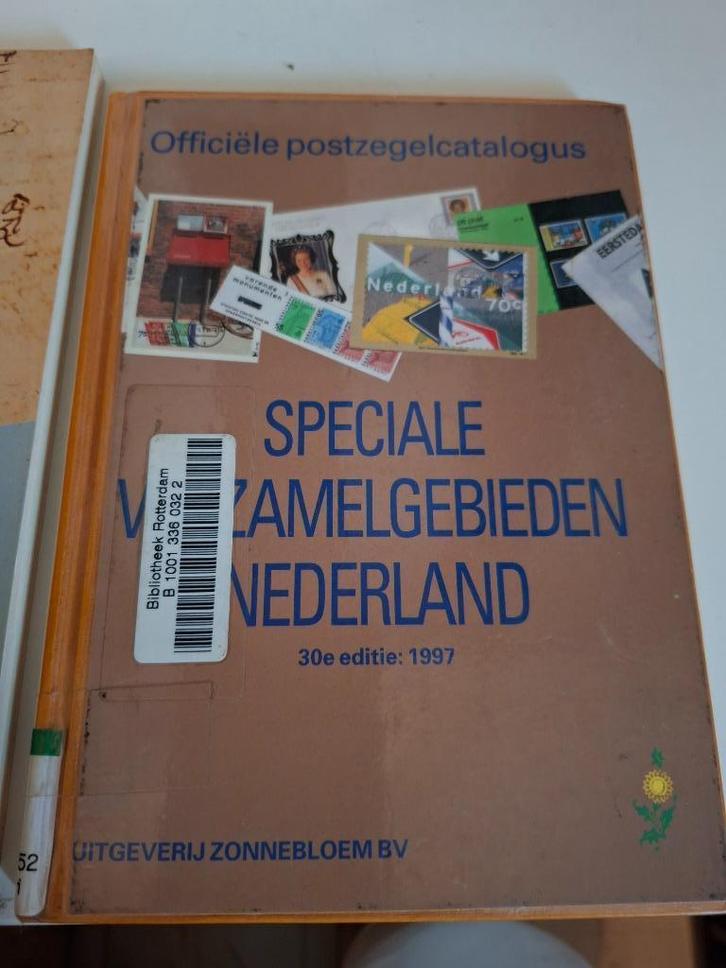 Officiële postzegelcatalogus
varende
monumenten
EERSTEDA
Nederland 70c
SPECIALE
V ZAMELGEBIEDEN
NEDERLAND
30e editie: 1997
Bibliotheek Rotterdam
B 1001 336 032 2
UITGEVERIJ ZONNEBLOEM BV
52